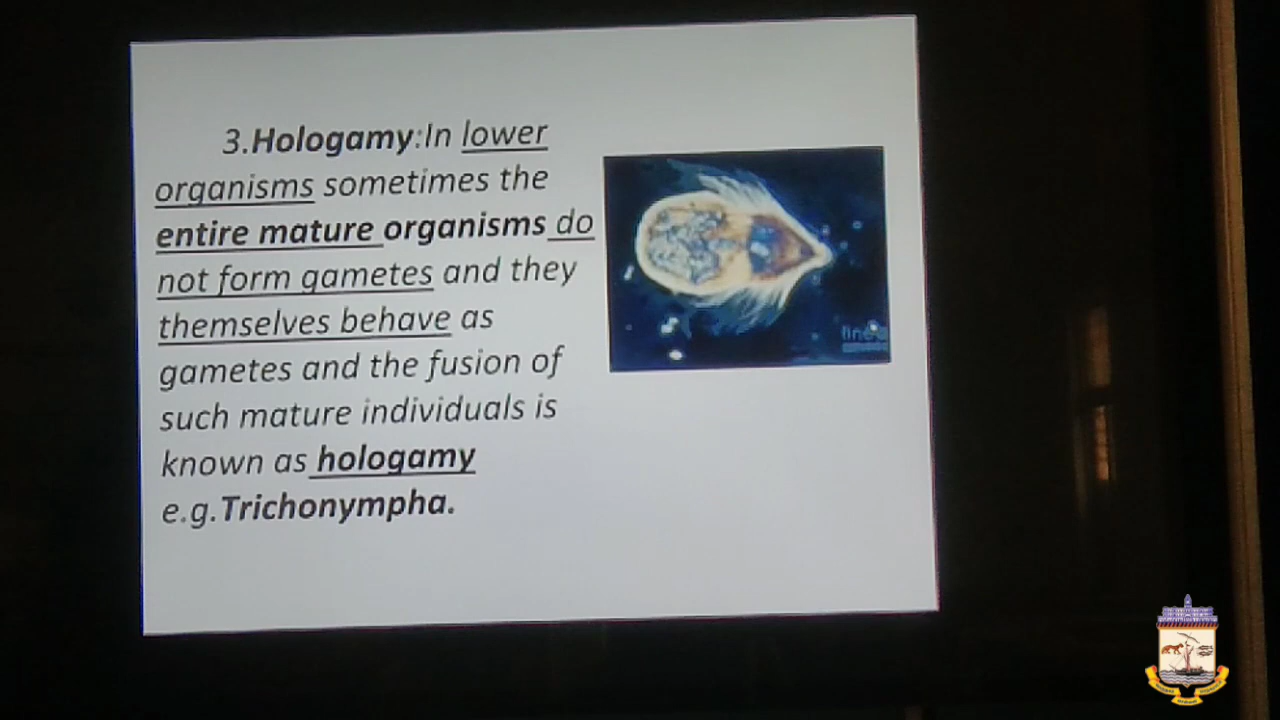 3.Hologamy:In lower
organisms sometimes the
entire mature organisms do
not form gametes and they
themselves behave as
gametes and the fusion of
such mature individuals is
known as hologamy
e.g.Trichonympha.